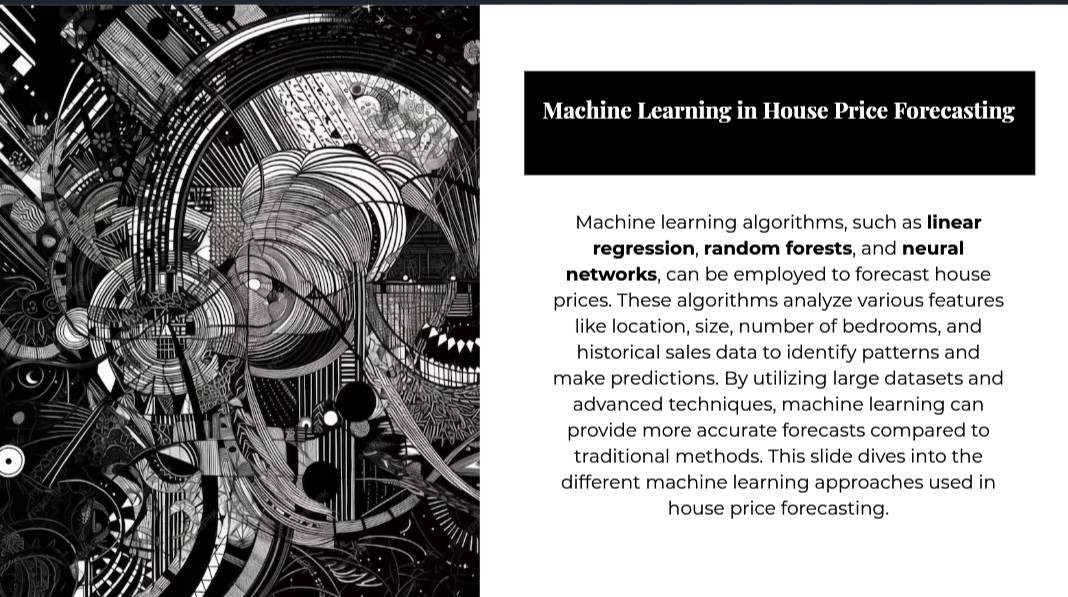 Machine Learning in House Price Forecasting
Machine learning algorithms, such as linear
regression, random forests, and neural
networks, can be employed to forecast house
prices. These algorithms analyze various features
like location, size, number of bedrooms, and
historical sales data to identify patterns and
make predictions. By utilizing large datasets and
advanced techniques, machine learning can
provide more accurate forecasts compared to
traditional methods. This slide dives into the
different machine learning approaches used in
house price forecasting.